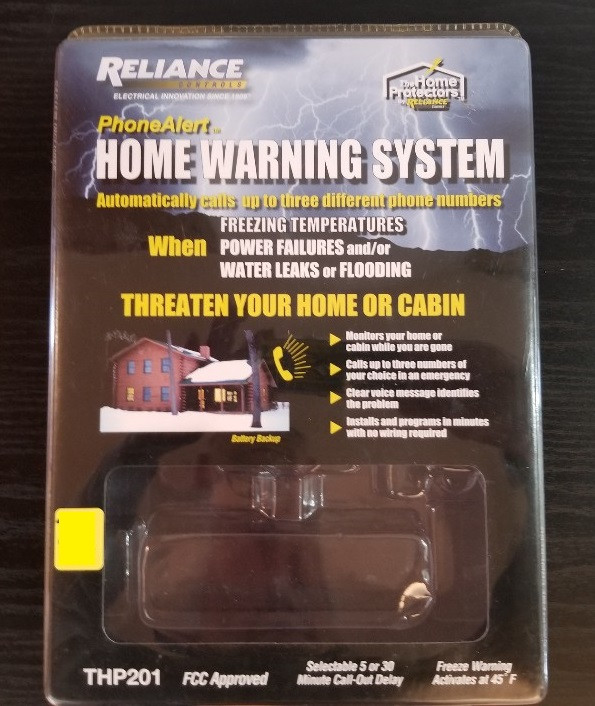 RELIANCE
CONTROLS
ELECTRICAL INNOVATION SINCE 1909
the Home
Protectors
by RELIANCE
PhoneAlert™
HOME WARNING SYSTEM
Automatically calls up to three different phone numbers
When
FREEZING TEMPERATURES
POWER FAILURES and/or
WATER LEAKS or FLOODING
THREATEN YOUR HOME OR CABIN
Monitors your home or
cabin while you are gone
Calls up to three numbers of
your choice in an emergency
Clear voice message identifies
the problem
Installs and programs in minutes
with no wiring required
Battery Backup
THP201
FCC Approved
Selectable 5 or 30
Minute Call-Out Delay
Freeze Warning
Activates at 45°F